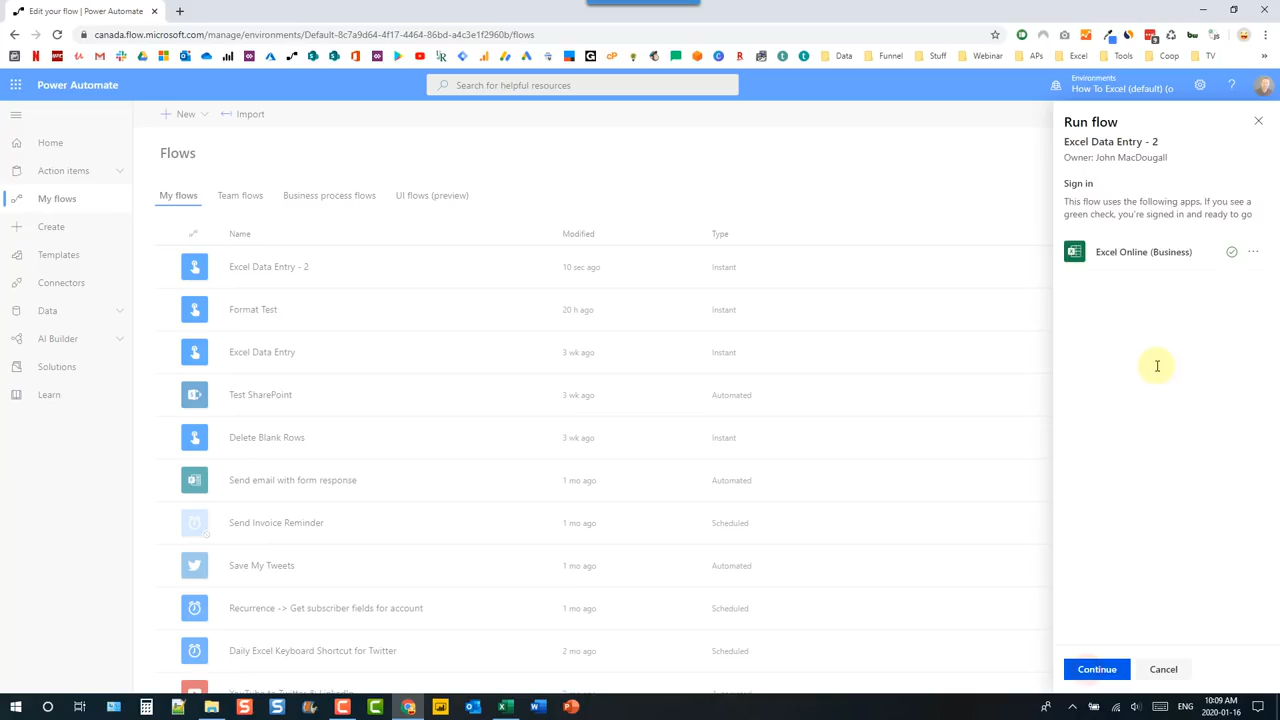 Edit your flow | Power Automate
canada.flow.microsoft.com/manage/environments/Default-8c7a9d64-4f17-4464-86bd-a4c3e1f2960b/flows
Data
Funnel
Stuff
Webinar
APs
Excel
Tools
Coop
TV
Power Automate
Search for helpful resources
Environments
How To Excel (default) (o
New
Import
Home
Action items
My flows
Create
Templates
Connectors
Data
AI Builder
Solutions
Learn
Flows
My flows Team flows Business process flows UI flows (preview)
Name Modified Type
Excel Data Entry - 2 10 sec ago Instant
Format Test 20 h ago Instant
Excel Data Entry 3 wk ago Instant
Test SharePoint 3 wk ago Automated
Delete Blank Rows 3 wk ago Instant
Send email with form response 1 mo ago Automated
Send Invoice Reminder 1 mo ago Scheduled
Save My Tweets 1 mo ago Automated
Recurrence -> Get subscriber fields for account 1 mo ago Scheduled
Daily Excel Keyboard Shortcut for Twitter 2 mo ago Scheduled
Run flow
Excel Data Entry - 2
Owner: John MacDougall
Sign in
This flow uses the following apps. If you see a
green check, you're signed in and ready to go
Excel Online (Business)
Continue Cancel
ENG
10:09 AM
2020-01-16